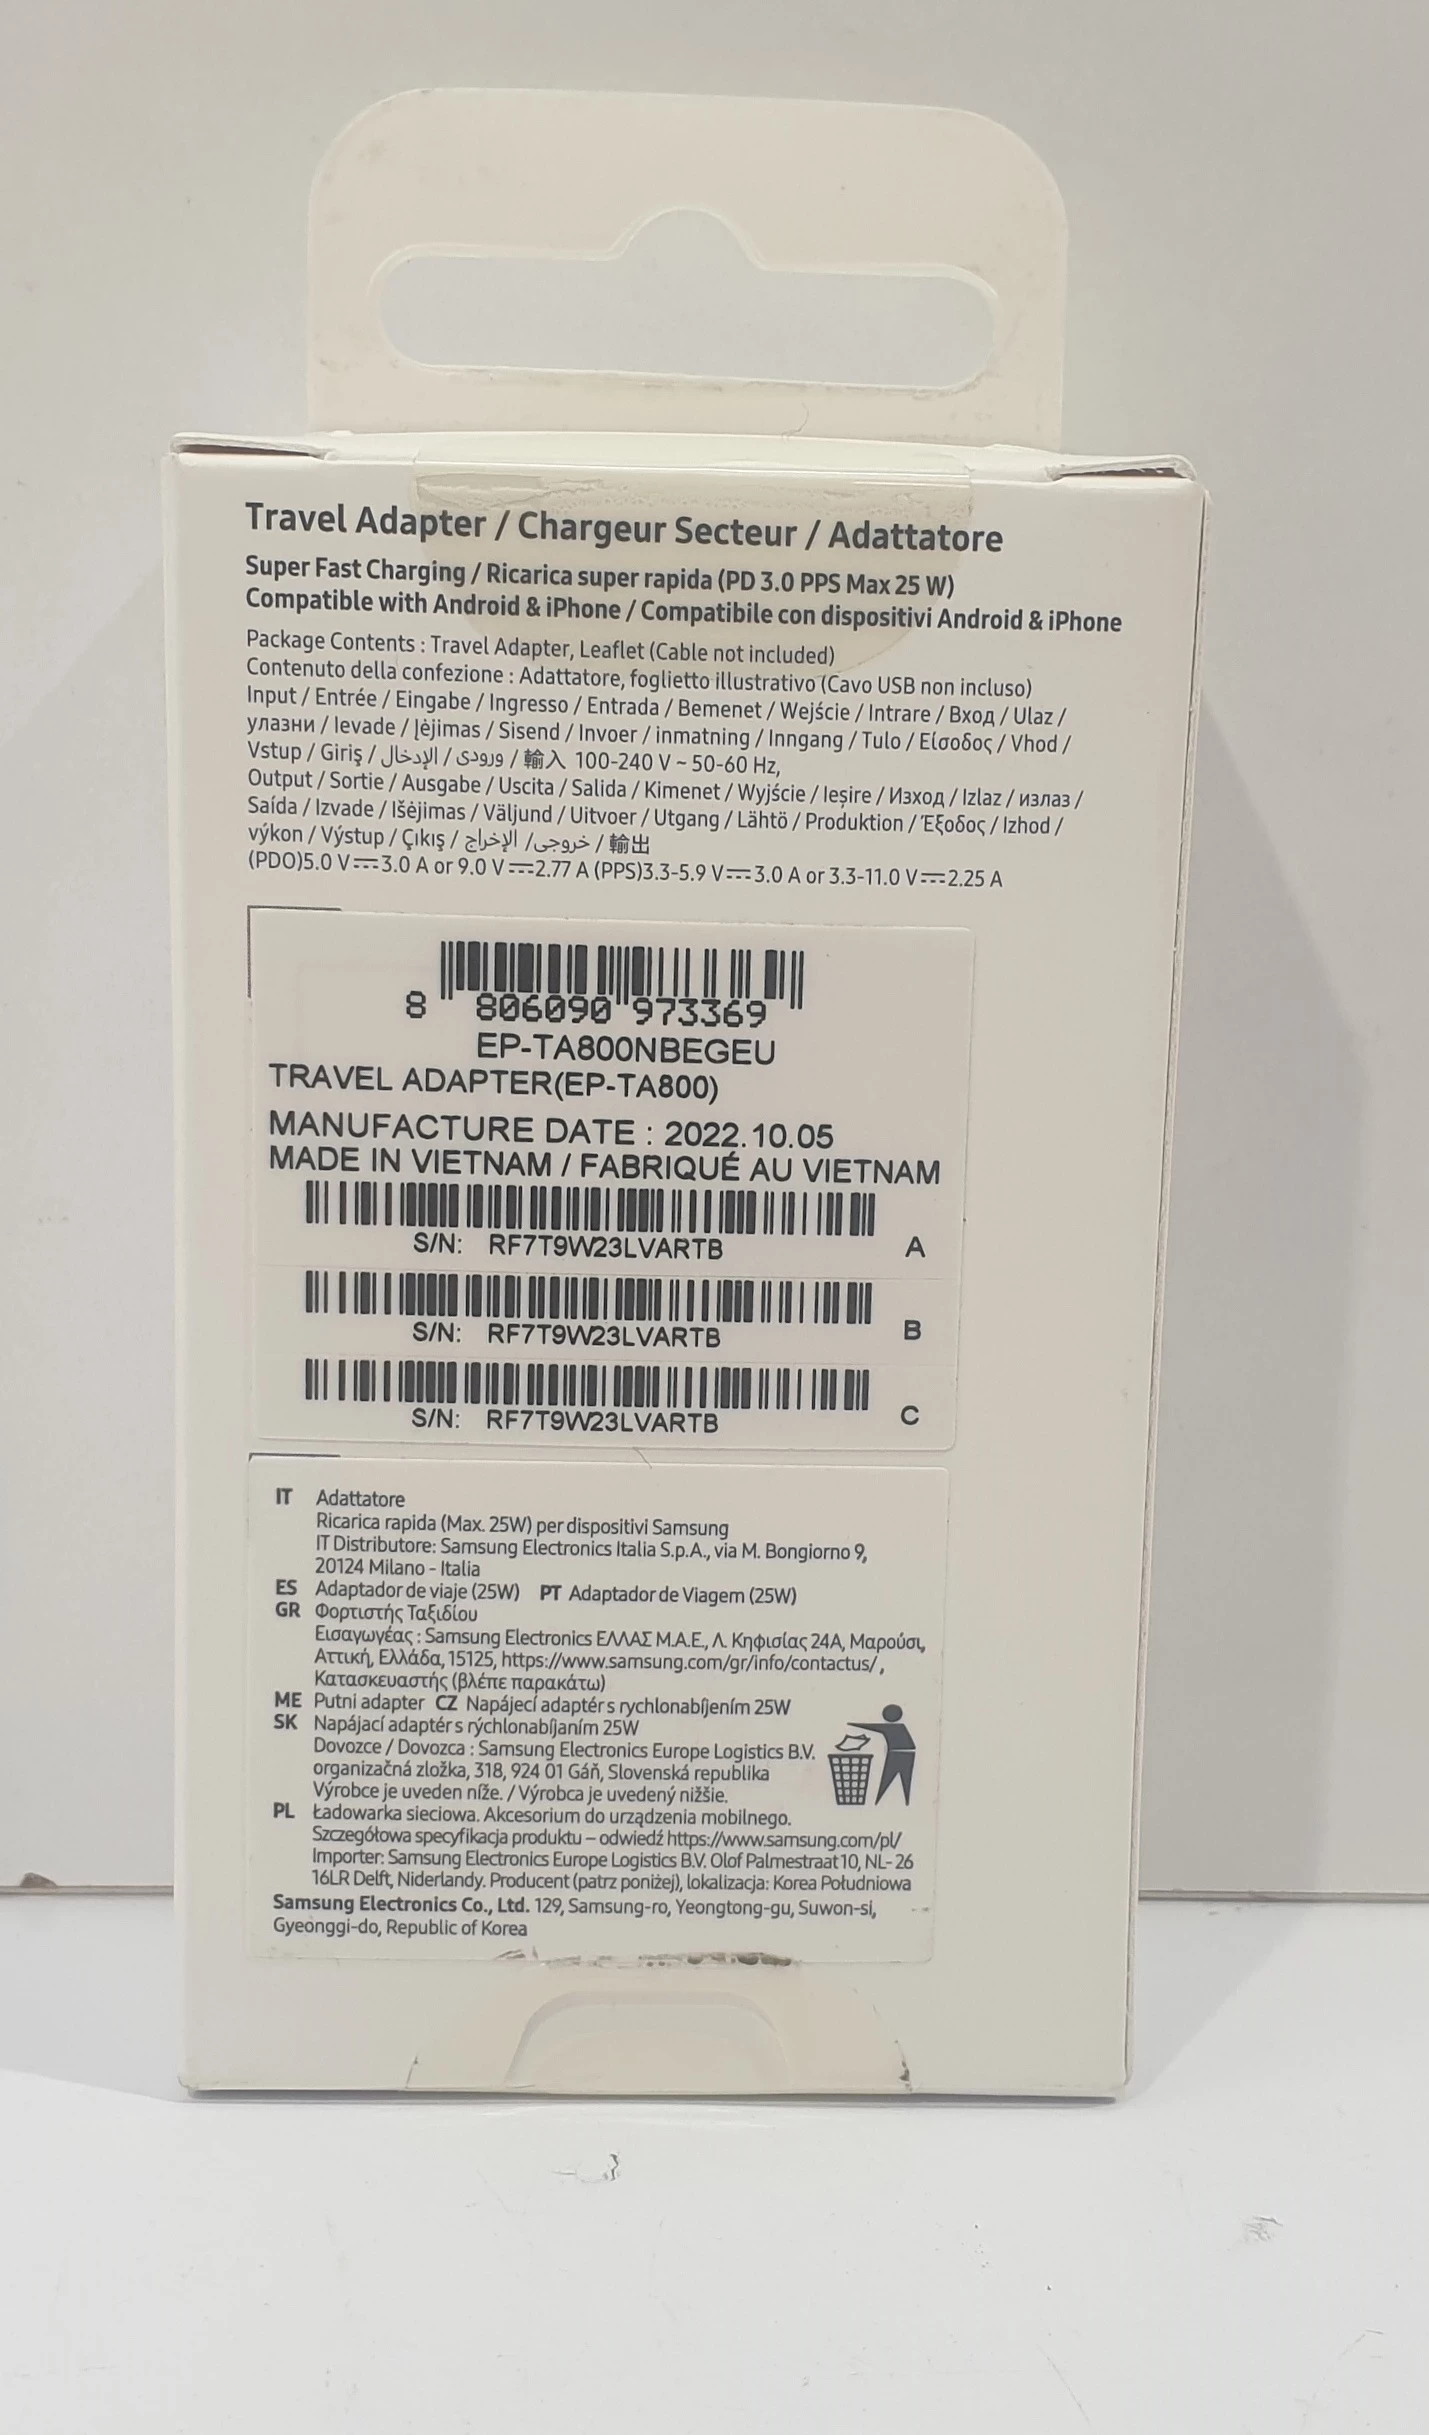 Travel Adapter / Chargeur Secteur / Adattatore
Super Fast Charging / Ricarica super rapida (PD 3.0 PPS Max 25 W)
Compatible with Android & iPhone / Compatibile con dispositivi Android & iPhone
Package Contents : Travel Adapter, Leaflet (Cable not included)
Contenuto della confezione : Adattatore, foglietto illustrativo (Cavo USB non incluso)
Input / Entrée / Eingabe / Ingresso / Entrada / Bemenet / Wejście / Intrare / Вход / Ulaz /
улазни / Ievade / Įėjimas / Sisend / Invoer / inmatning / Inngang / Tulo / Είσοδος / Vhod /
Vstup / Giriş / الإدخال / ورودی / 輸入 100-240 V ~ 50-60 Hz,
Output / Sortie / Ausgabe / Uscita / Salida / Kimenet / Wyjście / Ieșire / Изход / Izlaz / излаз /
Saída / Izvade / Išėjimas / Väljund / Uitvoer / Utgang / Lähtö / Produktion / Έξοδος / Izhod /
výkon / Výstup / Çıkış / الإخراج /خروجی / 輸出
(PDO)5.0 V⎓3.0 A or 9.0 V⎓2.77 A (PPS)3.3-5.9 V⎓3.0 A or 3.3-11.0 V⎓2.25 A
8 806090 973369
EP-TA800NBEGEU
TRAVEL ADAPTER(EP-TA800)
MANUFACTURE DATE : 2022.10.05
MADE IN VIETNAM / FABRIQUÉ AU VIETNAM
S/N: RF7T9W23LVARTB A
S/N: RF7T9W23LVARTB B
S/N: RF7T9W23LVARTB C
IT Adattatore
Ricarica rapida (Max. 25W) per dispositivi Samsung
IT Distributore: Samsung Electronics Italia S.p.A., via M. Bongiorno 9,
20124 Milano - Italia
ES Adaptador de viaje (25W) PT Adaptador de Viagem (25W)
GR Φορτιστής Ταξιδίου
Εισαγωγέας : Samsung Electronics ΕΛΛΑΣ Μ.Α.Ε., Λ. Κηφισίας 24Α, Μαρούσι,
Αττική, Ελλάδα, 15125, https://www.samsung.com/gr/info/contactus/ ,
Κατασκευαστής (βλέπε παρακάτω)
ME Putni adapter CZ Napájecí adaptér s rychlonabíjením 25W
SK Napájací adaptér s rýchlonabíjaním 25W
Dovozce / Dovozca : Samsung Electronics Europe Logistics B.V.
organizačná zložka, 318, 924 01 Gáň, Slovenská republika
Výrobce je uveden níže. / Výrobca je uvedený nižšie.
PL Ładowarka sieciowa. Akcesorium do urządzenia mobilnego.
Szczegółowa specyfikacja produktu – odwiedź https://www.samsung.com/pl/
Importer: Samsung Electronics Europe Logistics B.V. Olof Palmestraat 10, NL- 26
16LR Delft, Niderlandy. Producent (patrz poniżej), lokalizacja: Korea Południowa
Samsung Electronics Co., Ltd. 129, Samsung-ro, Yeongtong-gu, Suwon-si,
Gyeonggi-do, Republic of Korea